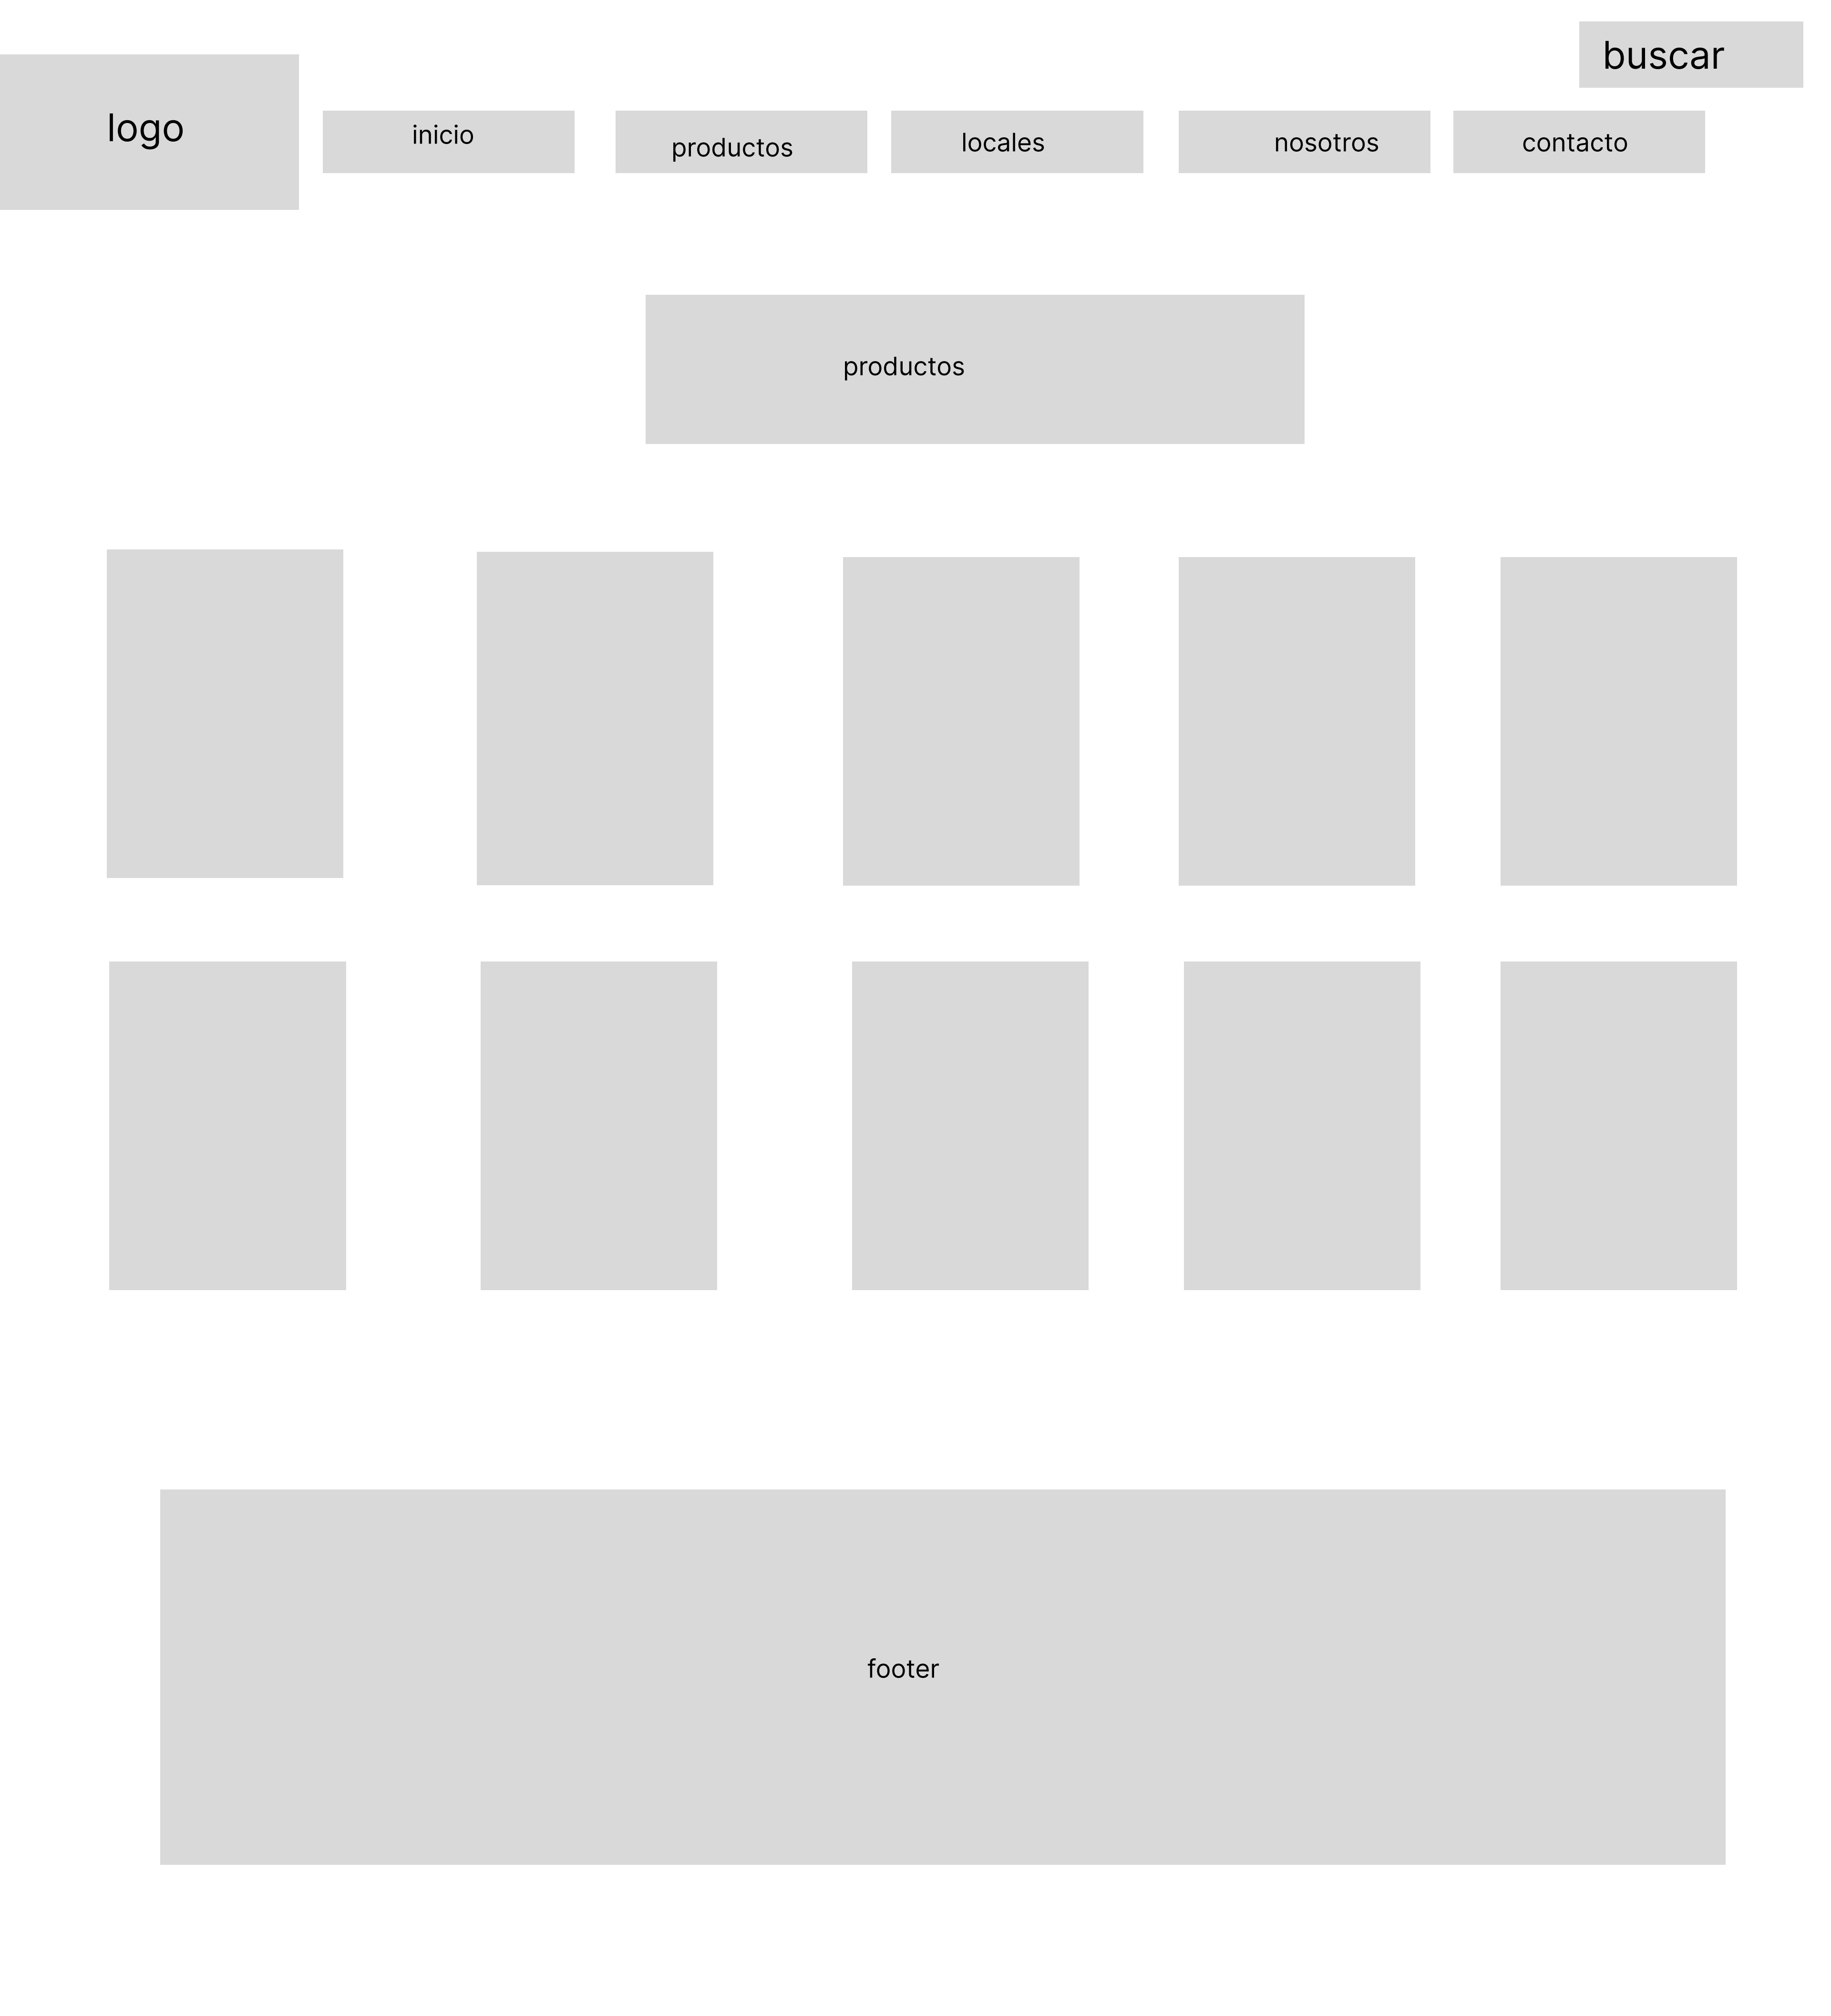 buscar
logo
inicio
productos
locales
nosotros
contacto
productos
footer